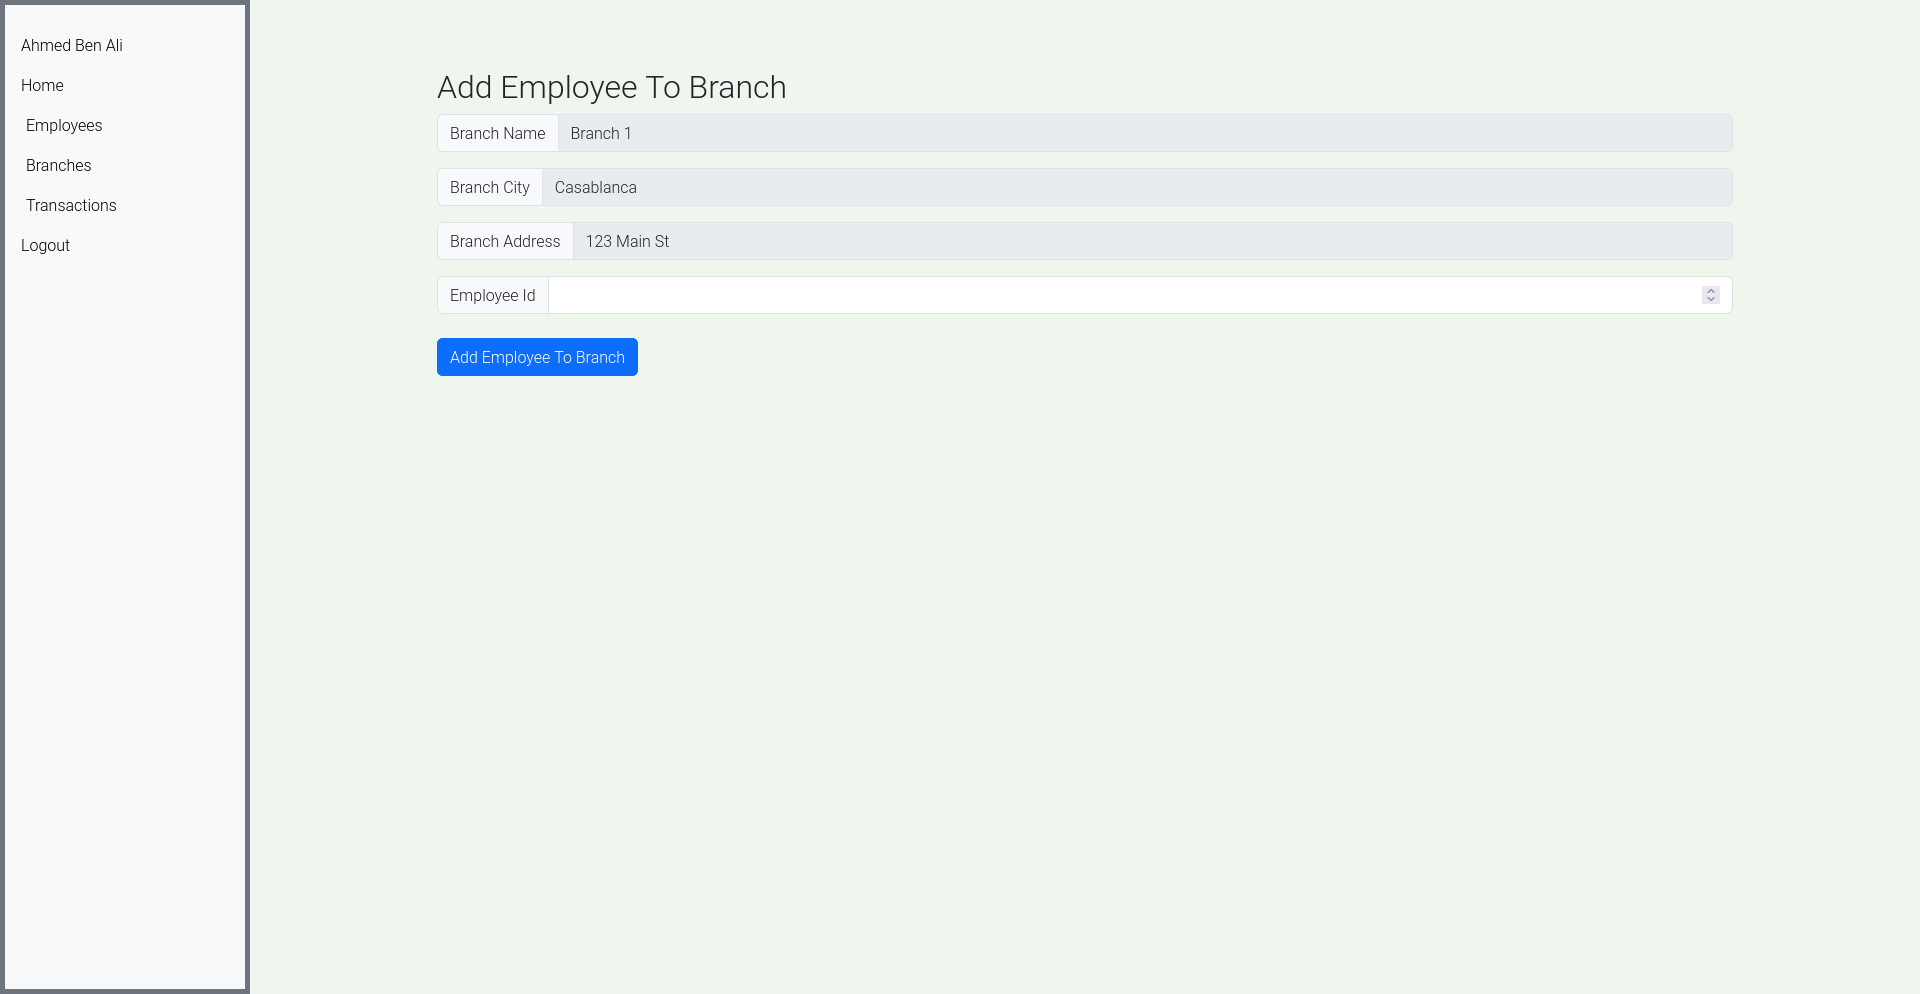 Ahmed Ben Ali
Home
Employees
Branches
Transactions
Logout
Add Employee To Branch
Branch Name Branch 1
Branch City Casablanca
Branch Address 123 Main St
Employee Id
Add Employee To Branch